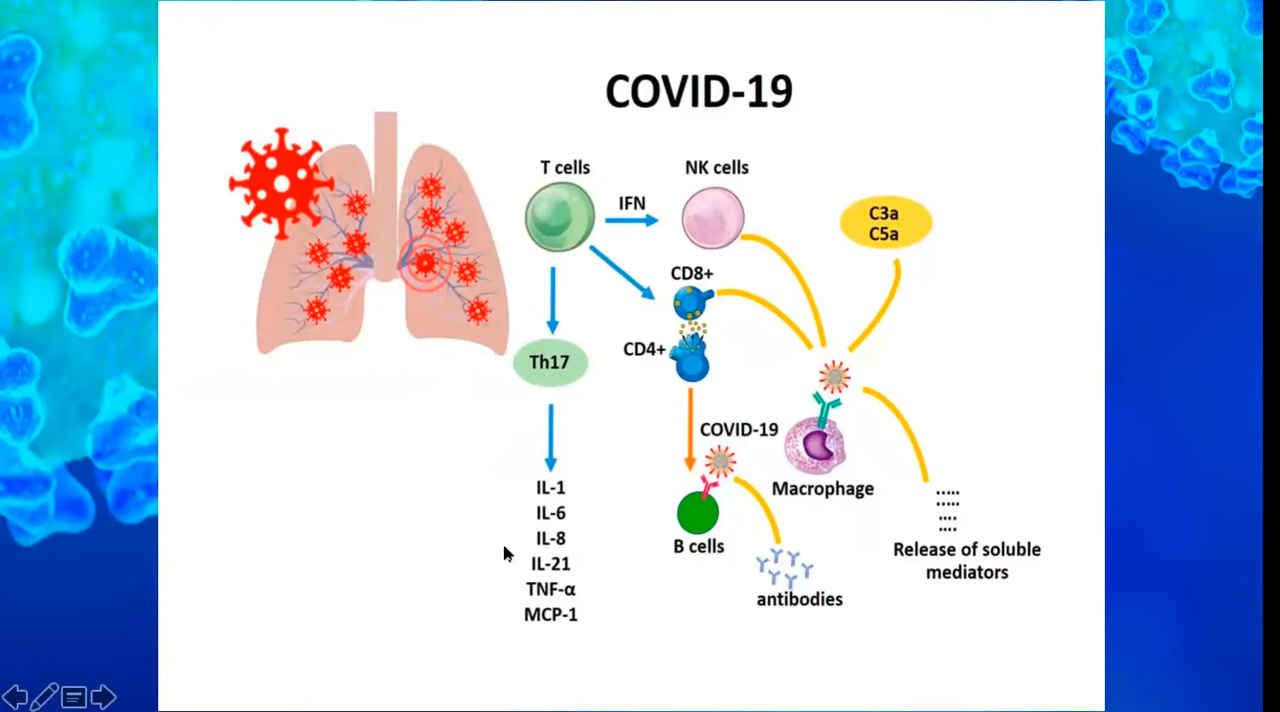 COVID-19
T cells
IFN
NK cells
C3a
C5a
CD8+
CD4+
Th17
COVID-19
Macrophage
B cells
antibodies
Release of soluble
mediators
IL-1
IL-6
IL-8
IL-21
TNF-α
MCP-1